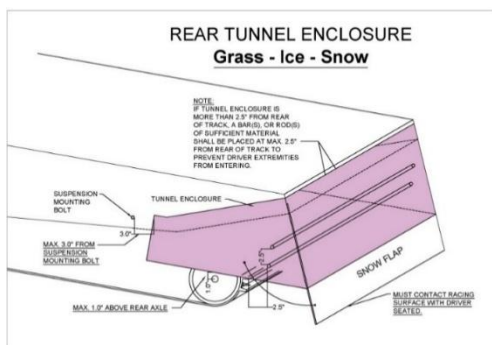 REAR TUNNEL ENCLOSURE
Grass - Ice - Snow
NOTE:
IF TUNNEL ENCLOSURE IS
MORE THAN 2.5" FROM REAR
OF TRACK, A BAR(S), OR ROD(S)
OF SUFFICIENT MATERIAL
SHALL BE PLACED AT MAX. 2.5"
FROM REAR OF TRACK TO
PREVENT DRIVER EXTREMITIES
FROM ENTERING.
SUSPENSION
MOUNTING
BOLT
TUNNEL ENCLOSURE
3.0"
MAX. 3.0" FROM
SUSPENSION
MOUNTING BOLT
2.5"
1.0"
SNOW FLAP
MAX. 1.0" ABOVE REAR AXLE
2.5"
MUST CONTACT RACING
SURFACE WITH DRIVER
SEATED.